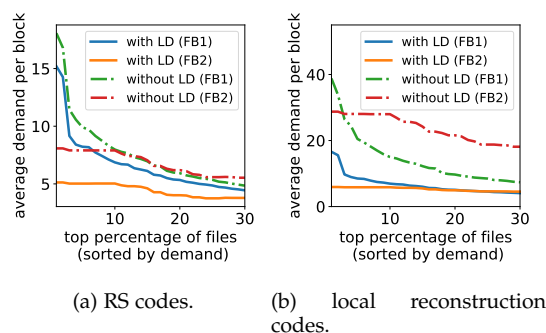 average demand per block
15
10
5
with LD (FB1)
with LD (FB2)
without LD (FB1)
without LD (FB2)
10
20
30
top percentage of files
(sorted by demand)
(a) RS codes.
average demand per block
40
20
0
with LD (FB1)
with LD (FB2)
without LD (FB1)
without LD (FB2)
10
20
30
top percentage of files
(sorted by demand)
(b) local reconstruction
codes.